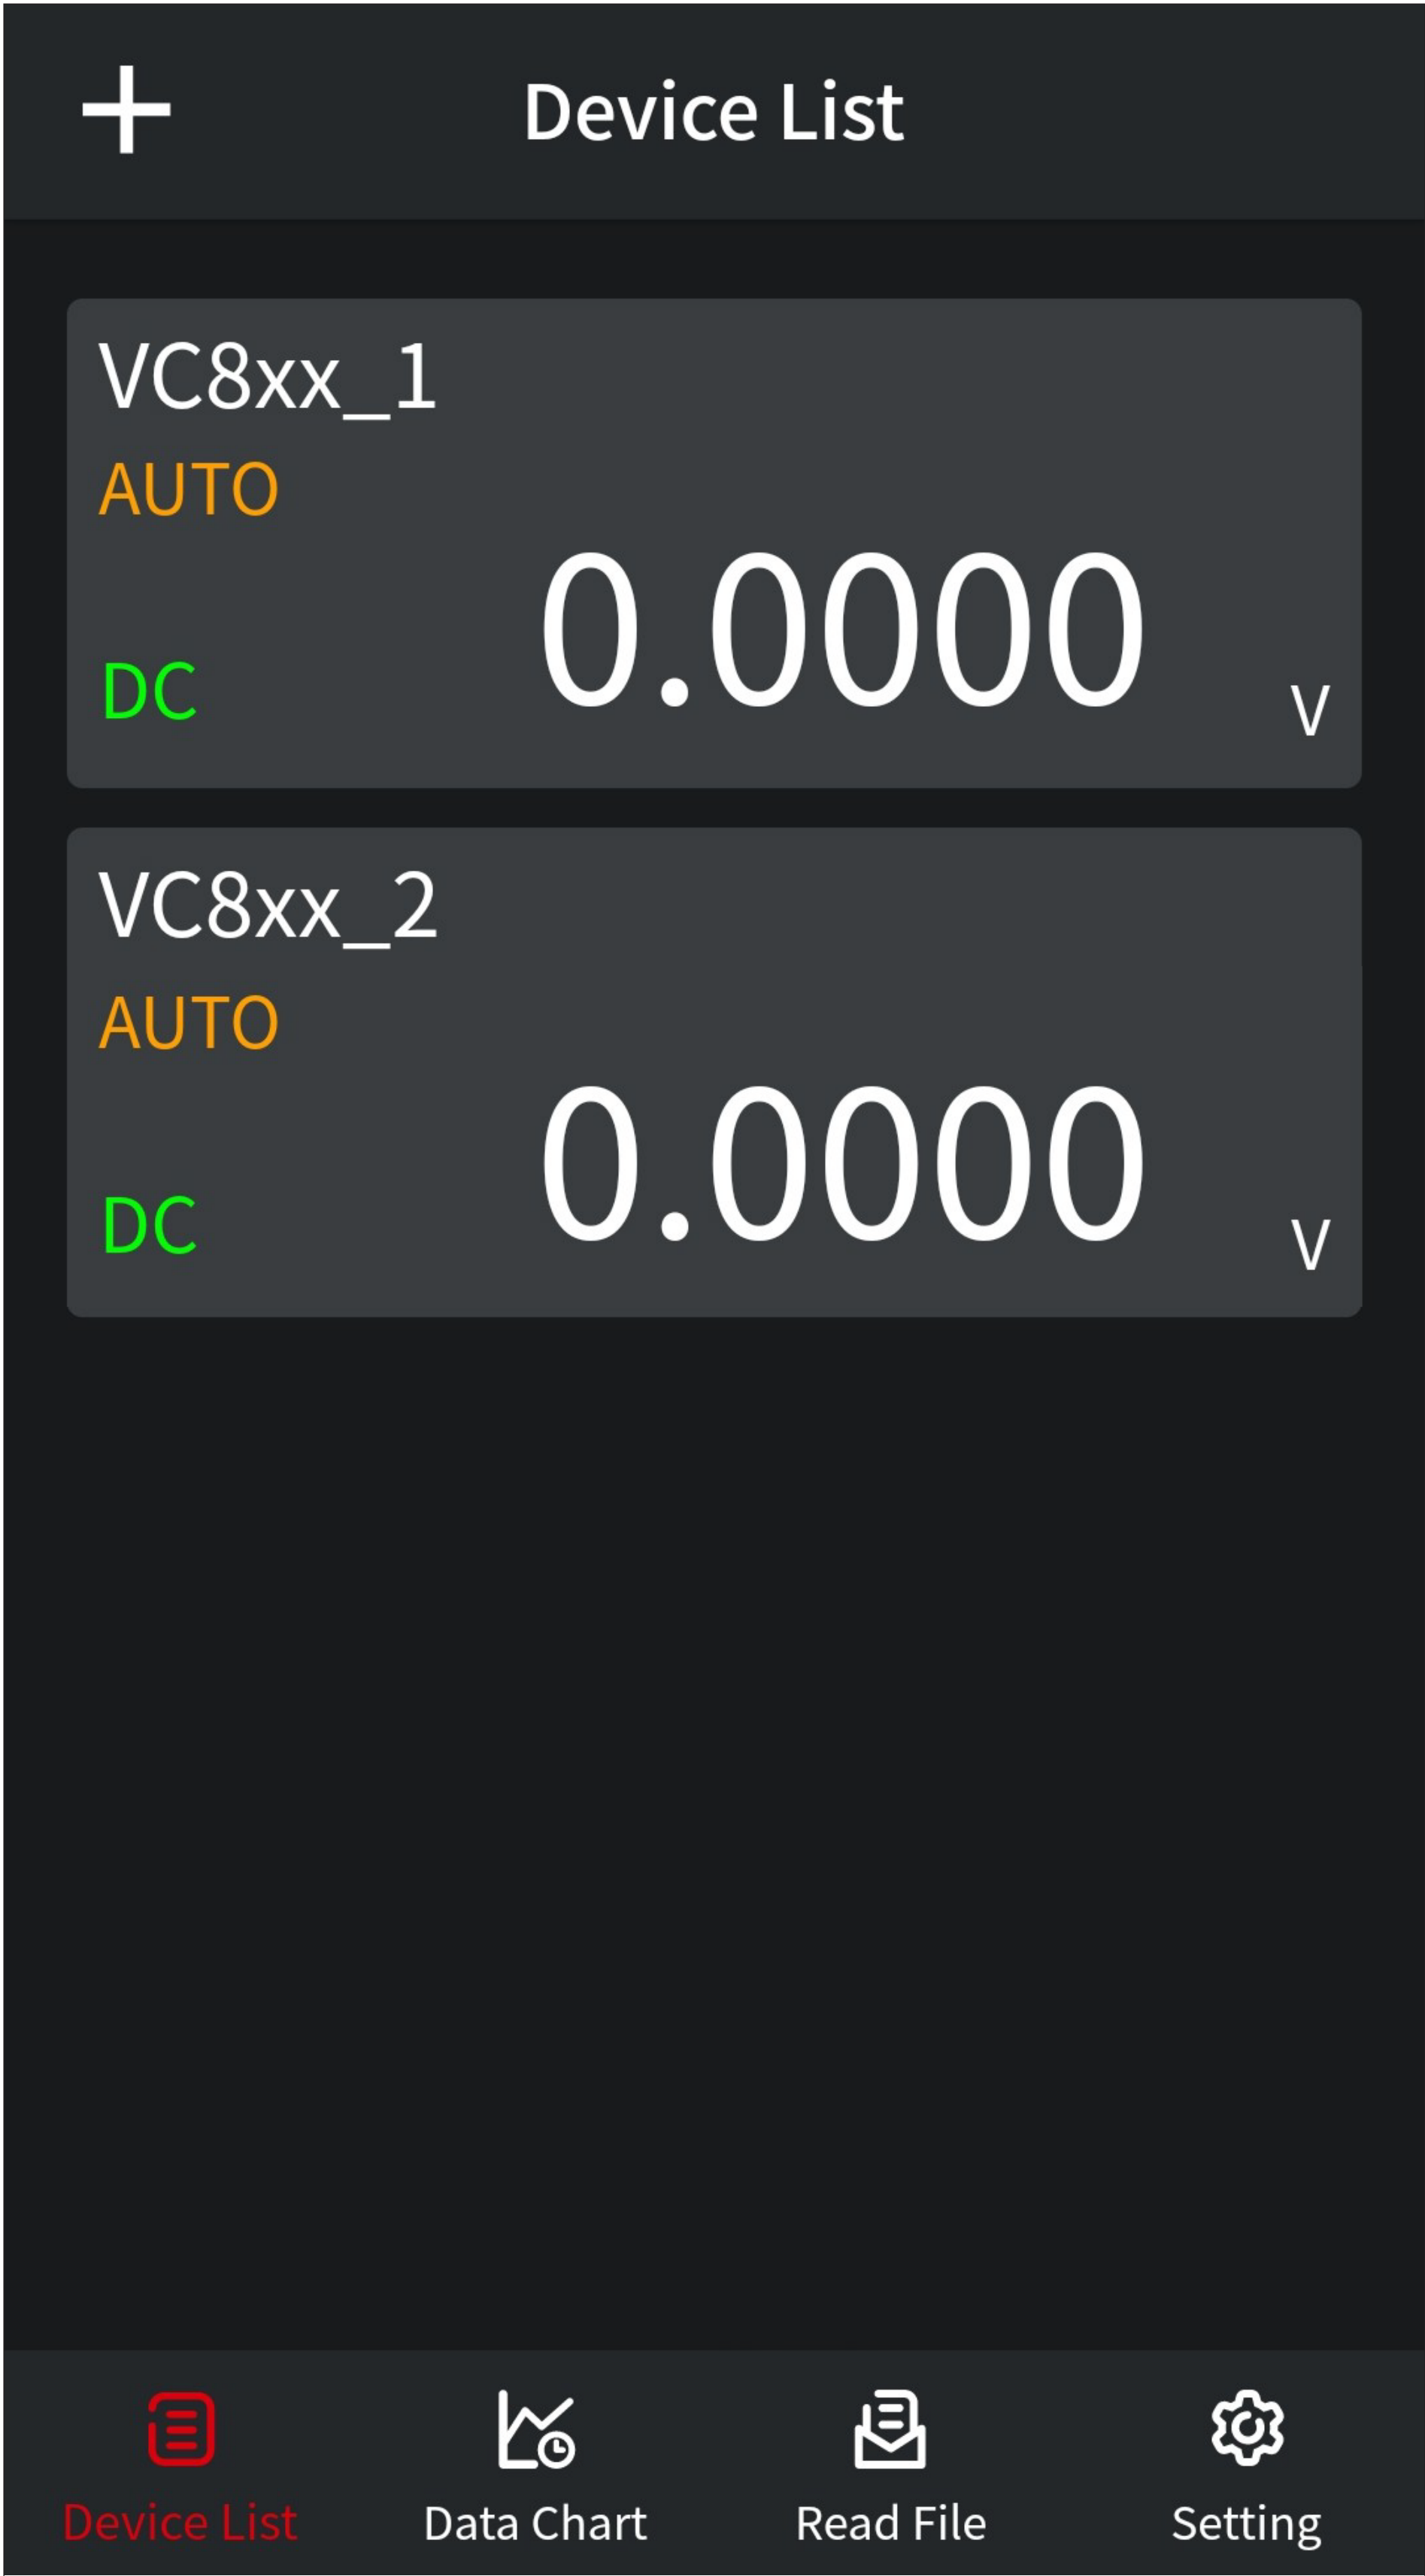 Device List
VC8xx_1
AUTO
0.0000
DC
V
VC8xx_2
AUTO
0.0000
DC
V
Device List
Data Chart
Read File
Setting